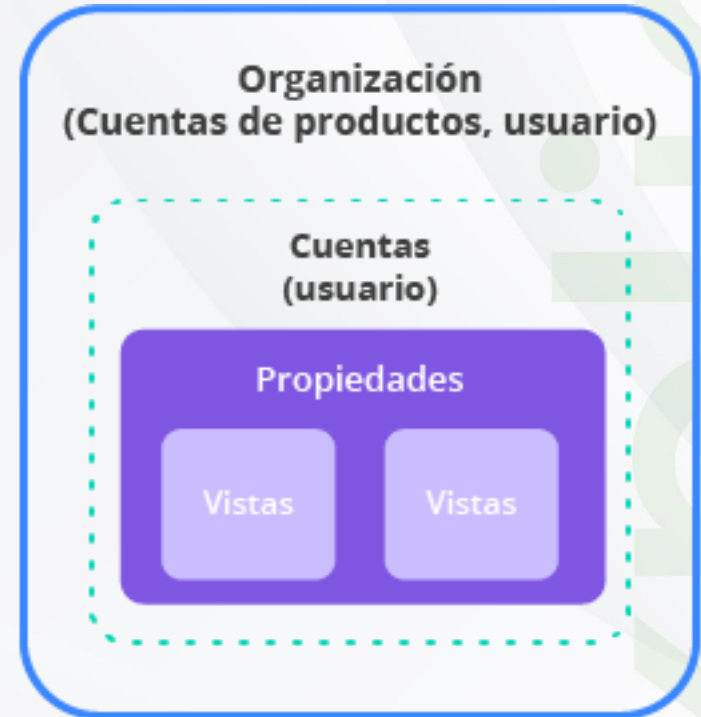 Organización
(Cuentas de productos, usuario)
Cuentas
(usuario)
Propiedades
Vistas Vistas